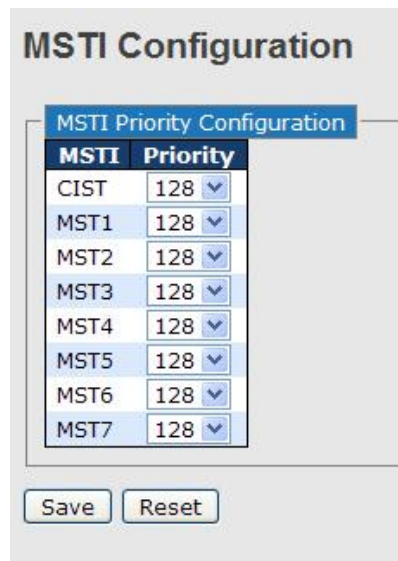 MSTI Configuration
MSTI Priority Configuration
MSTI Priority
CIST 128
MST1 128
MST2 128
MST3 128
MST4 128
MST5 128
MST6 128
MST7 128
Save Reset